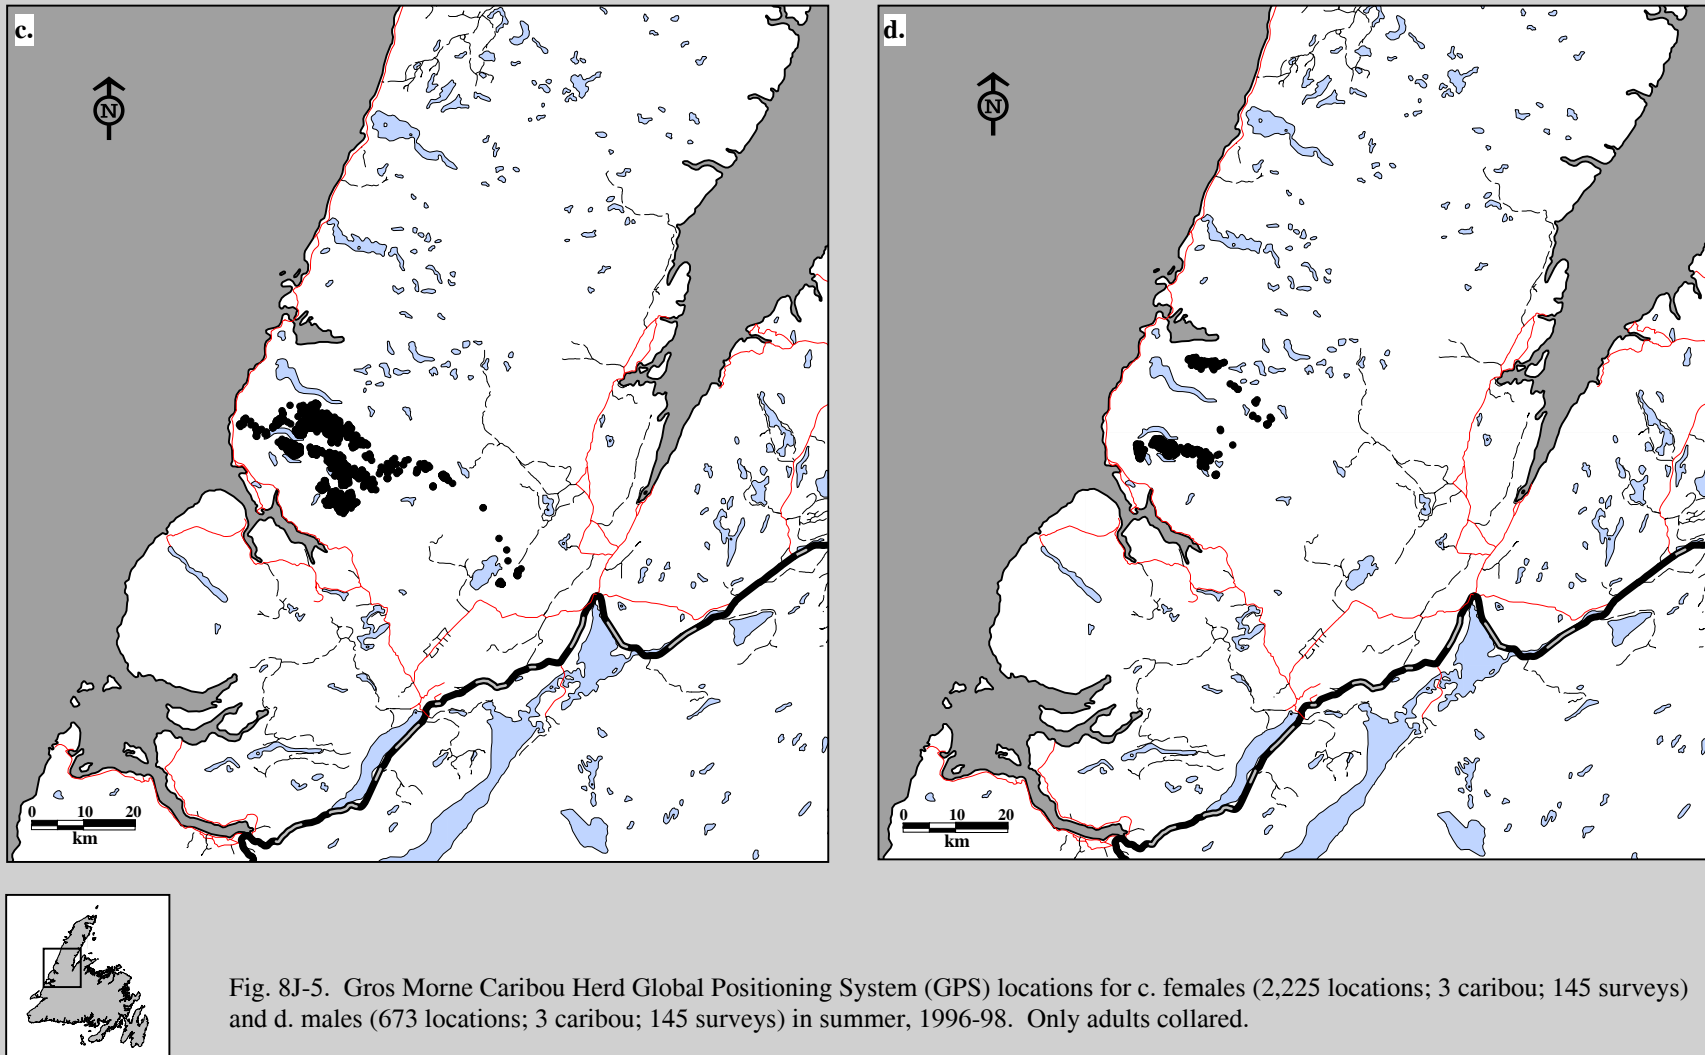 c.
N
0 10 20
km
d.
N
0 10 20
km
Fig. 8J-5. Gros Morne Caribou Herd Global Positioning System (GPS) locations for c. females (2,225 locations; 3 caribou; 145 surveys)
and d. males (673 locations; 3 caribou; 145 surveys) in summer, 1996-98. Only adults collared.